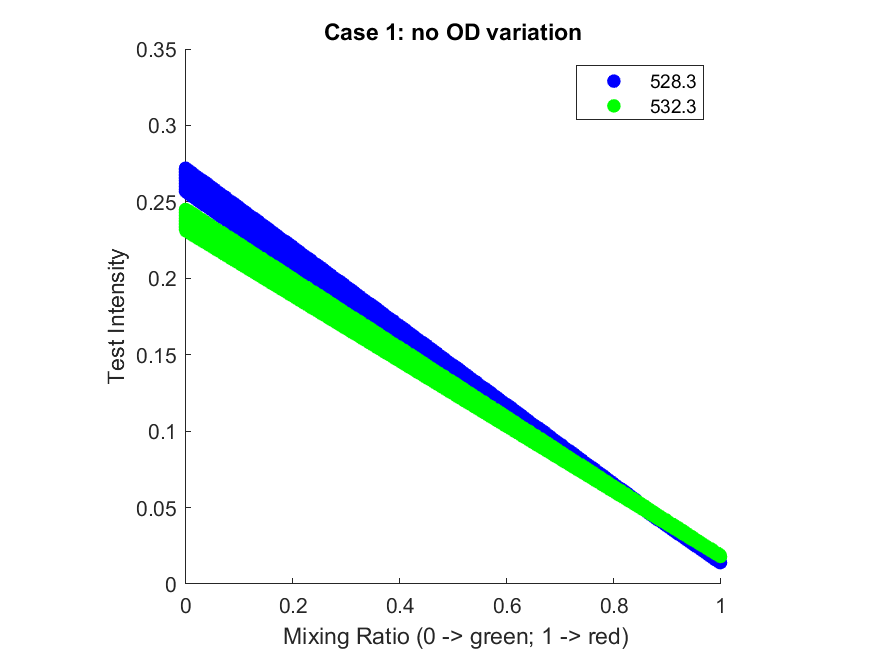 Case 1: no OD variation
528.3
532.3
0.35
0.3
0.25
0.2
0.15
0.1
0.05
0
Test Intensity
0 0.2 0.4 0.6 0.8 1
Mixing Ratio (0 -> green; 1 -> red)